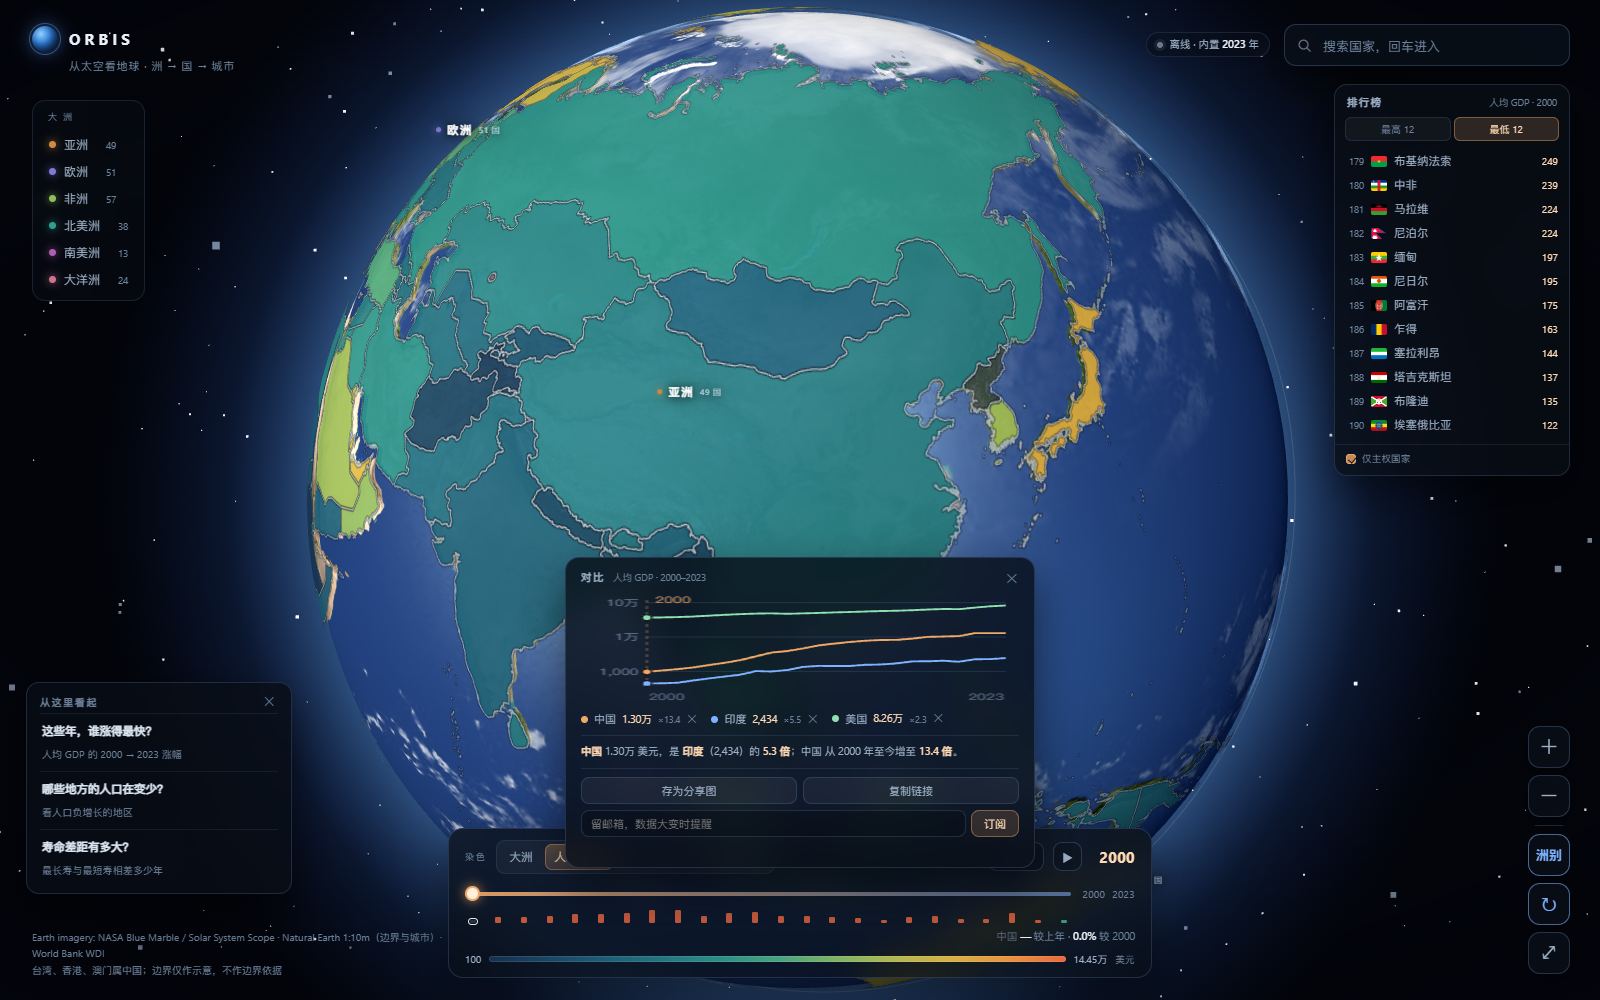 ORBIS
从太空看地球 · 洲 → 国 → 城市
离线 · 内置 2023 年
搜索国家，回车进入
大 洲
亚洲 49
欧洲 51
非洲 57
北美洲 38
南美洲 13
大洋洲 24
欧洲 51 国
亚洲 49 国
排行榜 人均 GDP · 2000
最高 12 最低 12
179 布基纳法索 249
180 中非 239
181 马拉维 224
182 尼泊尔 224
183 缅甸 197
184 尼日尔 195
185 阿富汗 175
186 乍得 163
187 塞拉利昂 144
188 塔吉克斯坦 137
189 布隆迪 135
190 埃塞俄比亚 122
仅主权国家
对比 人均 GDP · 2000–2023
10万 2000
1万
1,000
2000 2023
中国 1.30万 ×13.4 印度 2,434 ×5.5 美国 8.26万 ×2.3
中国 1.30万 美元，是 印度（2,434）的 5.3 倍；中国 从 2000 年至今增至 13.4 倍。
存为分享图 复制链接
留邮箱，数据大变时提醒 订阅
从这里看起
这些年，谁涨得最快?
人均 GDP 的 2000 → 2023 涨幅
哪些地方的人口在变少?
看人口负增长的地区
寿命差距有多大?
最长寿与最短寿相差多少年
染色 大洲 人 2000
2000 2023
国
中国 — 较上年 · 0.0% 较 2000
100 14.45万 美元
洲别
Earth imagery: NASA Blue Marble / Solar System Scope · Natural Earth 1:10m（边界与城市）·
World Bank WDI
台湾、香港、澳门属中国；边界仅作示意，不作边界依据